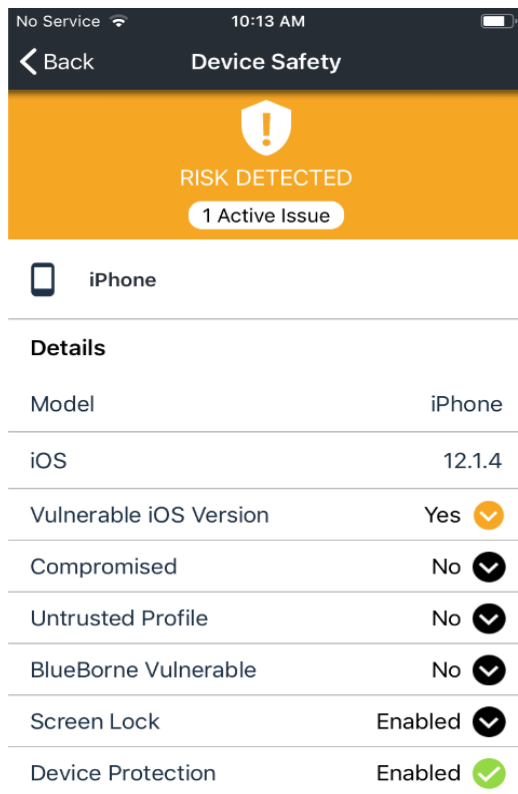 No Service 10:13 AM
Back Device Safety
RISK DETECTED
1 Active Issue
iPhone
Details
Model iPhone
iOS 12.1.4
Vulnerable iOS Version Yes
Compromised No
Untrusted Profile No
BlueBorne Vulnerable No
Screen Lock Enabled
Device Protection Enabled